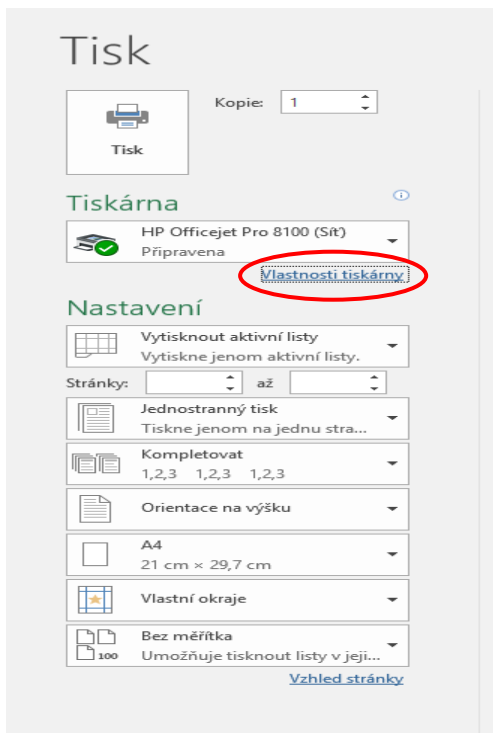 Tisk
Kopie: 1
Tisk
Tiskárna
HP Officejet Pro 8100 (Síť)
Připravena
Vlastnosti tiskárny
Nastavení
Vytisknout aktivní listy
Vytiskne jenom aktivní listy.
Stránky: až
Jednostranný tisk
Tiskne jenom na jednu stra...
Kompletovat
1,2,3 1,2,3 1,2,3
Orientace na výšku
A4
21 cm × 29,7 cm
Vlastní okraje
Bez měřítka
100 Umožňuje tisknout listy v jeji...
Vzhled stránky